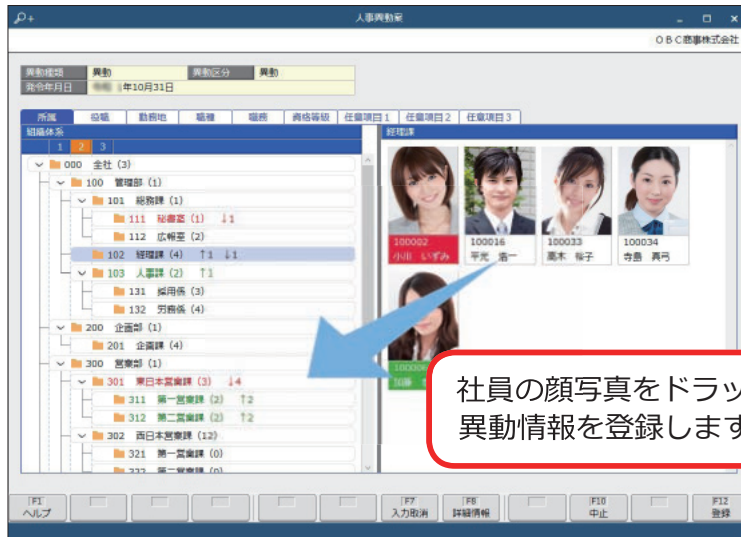 人事異動案
ＯＢＣ商事株式会社
異動種類 異動 異動区分 異動
発令年月日 年10月31日
所属 役職 勤務地 職種 職務 資格等級 任意項目1 任意項目2 任意項目3
組織体系
1 2 3
000 全社 (3)
100 管理部 (1)
101 総務課 (1)
111 秘書室 (1) ↓1
112 広報室 (2)
102 経理課 (4) ↑1 ↓1
103 人事課 (2) ↑1
131 採用係 (3)
132 労務係 (4)
200 企画部 (1)
201 企画課 (4)
300 営業部 (1)
301 東日本営業課 (3) ↓4
311 第一営業課 (2) ↑2
312 第二営業課 (2) ↑2
302 西日本営業課 (12)
321 第一営業課 (0)
322 第二営業課 (0)
経理課
100002
小川 いずみ
100016
平光 浩一
100033
高木 裕子
100034
寺島 真弓
加藤
社員の顔写真をドラッ
異動情報を登録します
F1 ヘルプ
F7 入力取消
F8 詳細情報
F10 中止
F12 登録